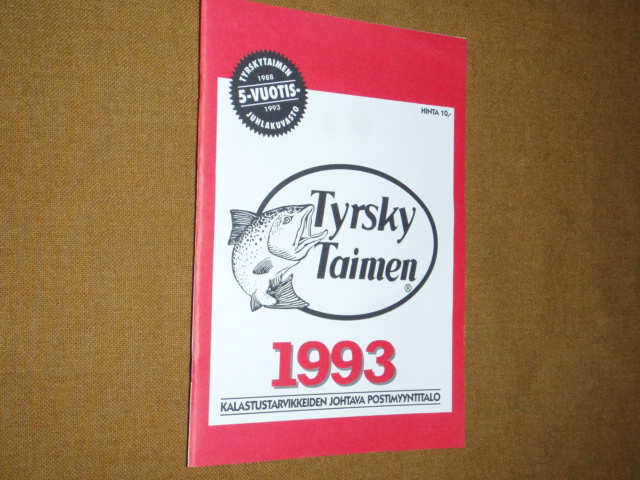 TYRSKYTAIMEN
1988
5-VUOTIS-
1993
JUHLAKUVASTO
HINTA 10,-
Tyrsky
Taimen®
1993
KALASTUSTARVIKKEIDEN JOHTAVA POSTIMYYNTITALO